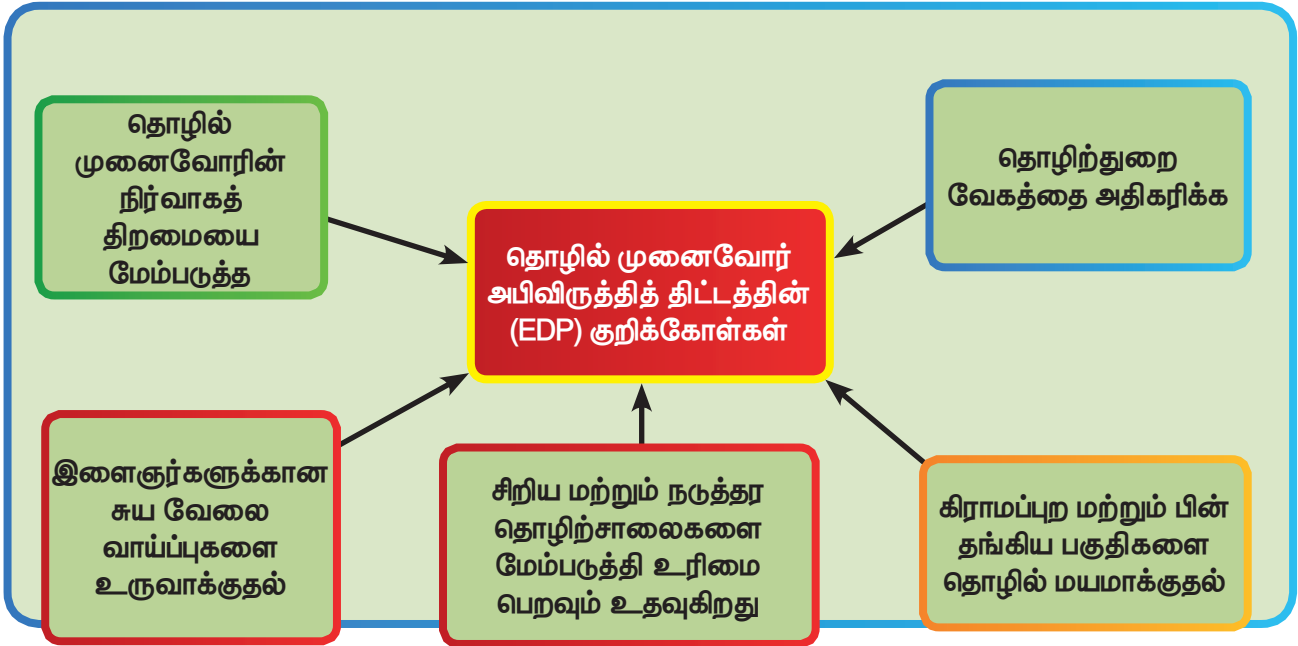 தொழில்
முனைவோரின்
நிர்வாகத்
திறமையை
மேம்படுத்த
தொழிற்துறை
வேகத்தை அதிகரிக்க
தொழில் முனைவோர்
அபிவிருத்தித் திட்டத்தின்
(EDP) குறிக்கோள்கள்
இளைஞர்களுக்கான
சுய வேலை
வாய்ப்புகளை
உருவாக்குதல்
சிறிய மற்றும் நடுத்தர
தொழிற்சாலைகளை
மேம்படுத்தி உரிமை
பெறவும் உதவுகிறது
கிராமப்புற மற்றும் பின்
தங்கிய பகுதிகளை
தொழில் மயமாக்குதல்